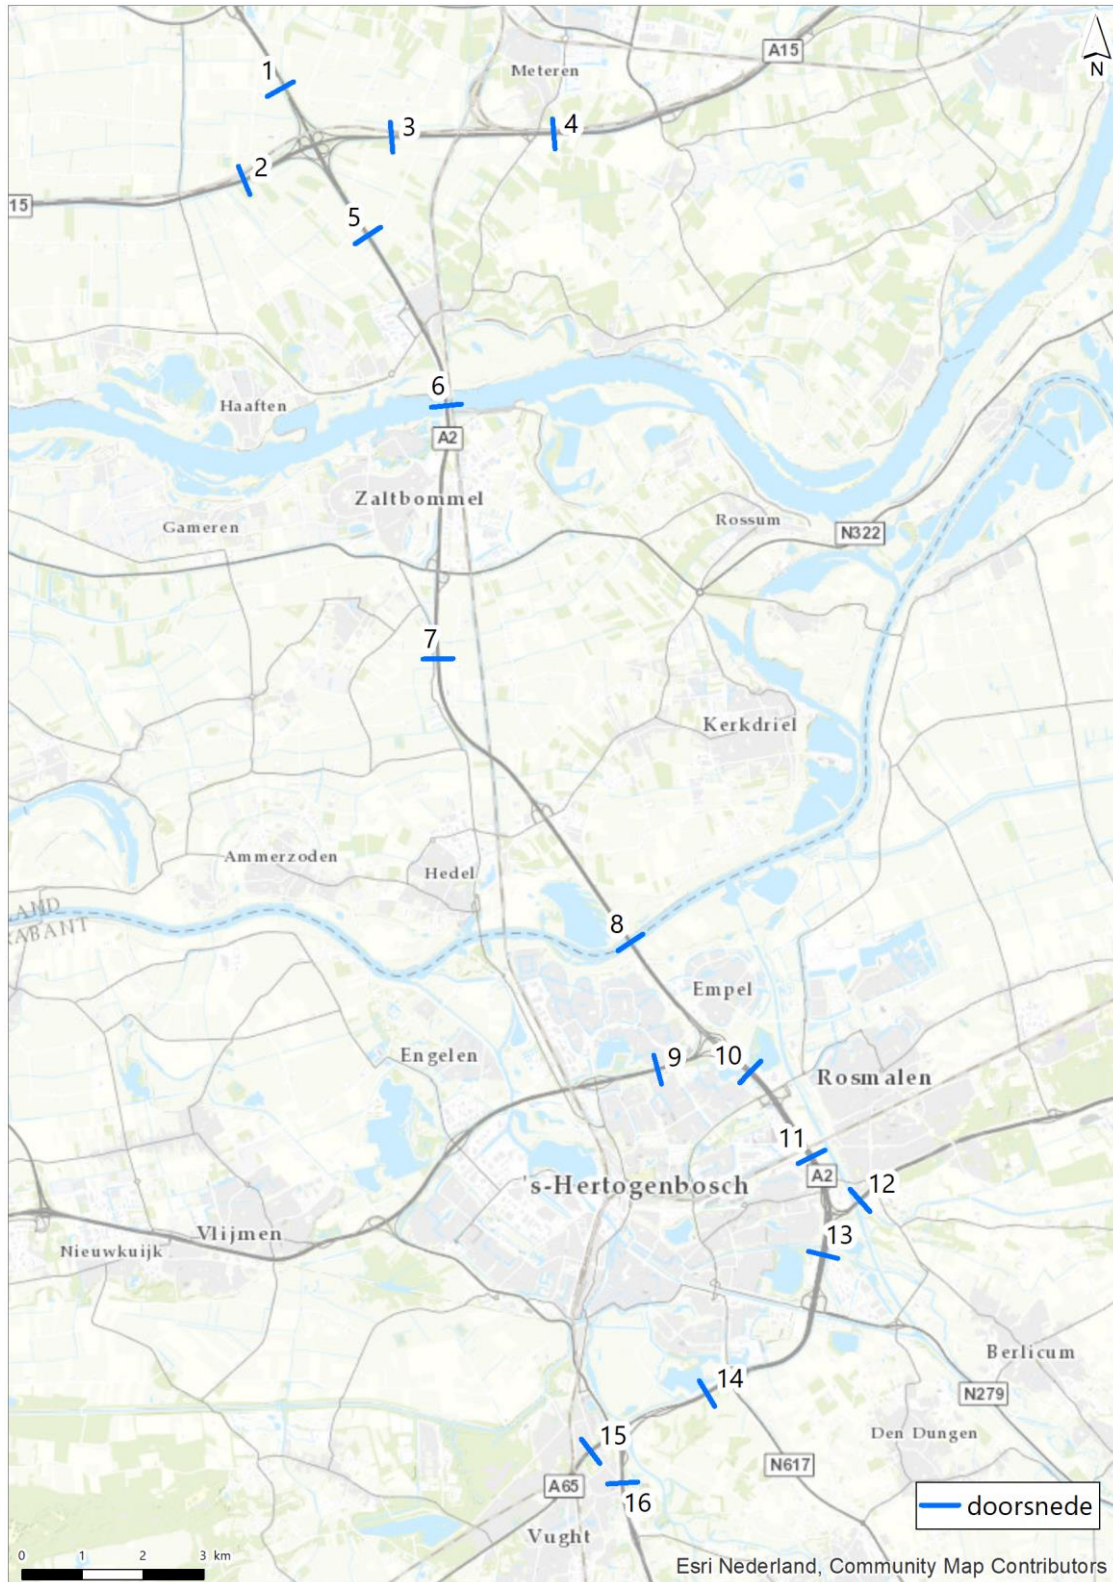 A15
N
Meteren
1
3
4
2
15
5
6
Haaften
A2
Zaltbommel
Gameren
Rossum
N322
7
Kerkdriel
Ammerzoden
Hedel
LAND
RABANT
8
Empel
Engelen
9
10
Rosmalen
11
's-Hertogenbosch
A2
12
Vlijmen
13
Nieuwkuijk
Berlicum
14
N279
15
Den Dungen
A65
N617
16
doorsnede
Vught
0 1 2 3 km
Esri Nederland, Community Map Contributors